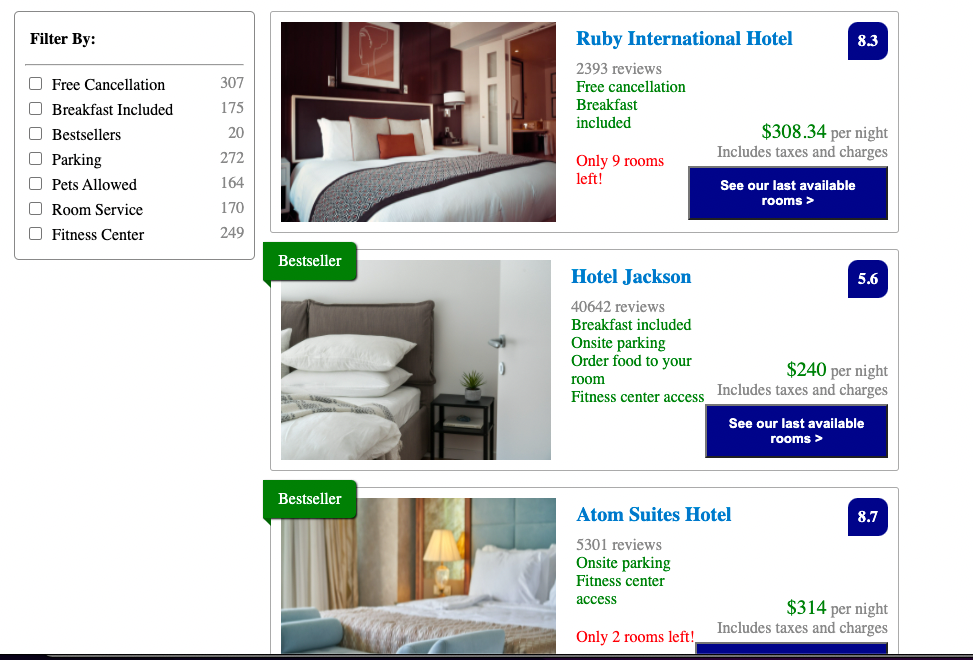 Filter By:
Free Cancellation 307
Breakfast Included 175
Bestsellers 20
Parking 272
Pets Allowed 164
Room Service 170
Fitness Center 249
Ruby International Hotel
8.3
2393 reviews
Free cancellation
Breakfast
included
Only 9 rooms
left!
$308.34 per night
Includes taxes and charges
See our last available
rooms >
Bestseller
Hotel Jackson
5.6
40642 reviews
Breakfast included
Onsite parking
Order food to your
room
Fitness center access
$240 per night
Includes taxes and charges
See our last available
rooms >
Bestseller
Atom Suites Hotel
8.7
5301 reviews
Onsite parking
Fitness center
access
Only 2 rooms left!
$314 per night
Includes taxes and charges